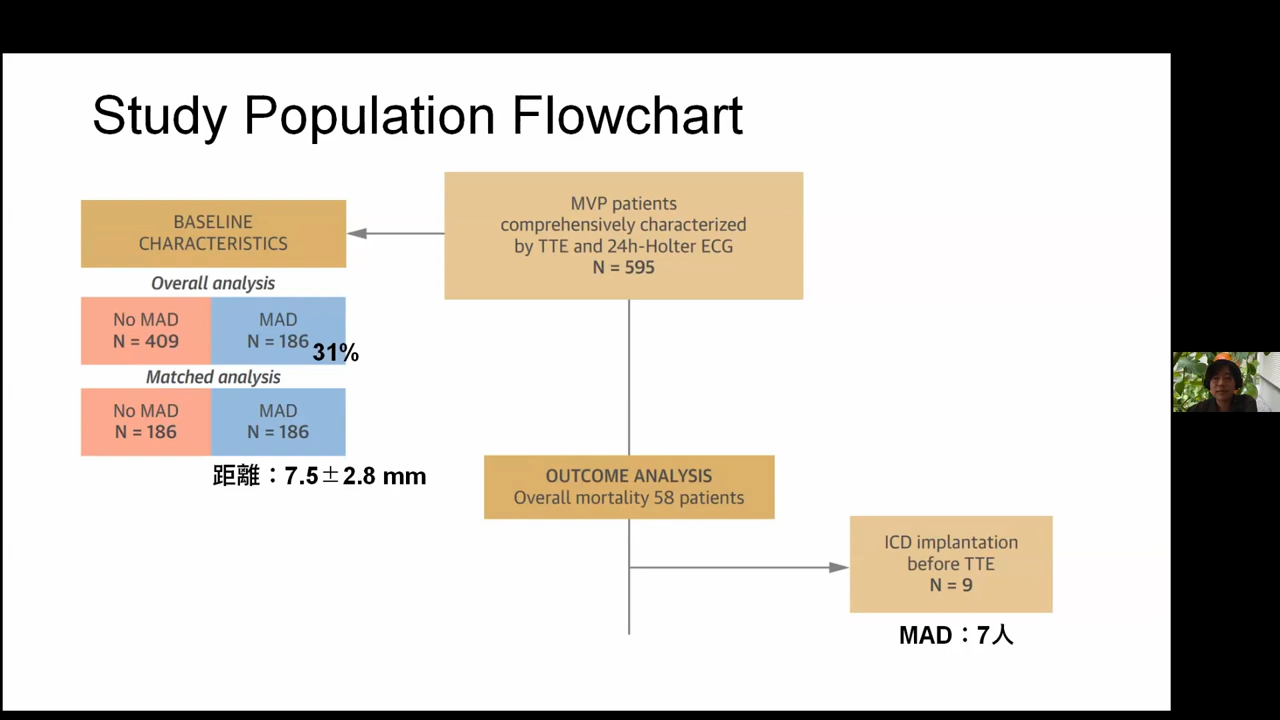 Study Population Flowchart
MVP patients
comprehensively characterized
by TTE and 24h-Holter ECG
N = 595
BASELINE
CHARACTERISTICS
Overall analysis
No MAD
N = 409
MAD
N = 186
31%
Matched analysis
No MAD
N = 186
MAD
N = 186
距離：7.5±2.8 mm
OUTCOME ANALYSIS
Overall mortality 58 patients
ICD implantation
before TTE
N = 9
MAD：7人